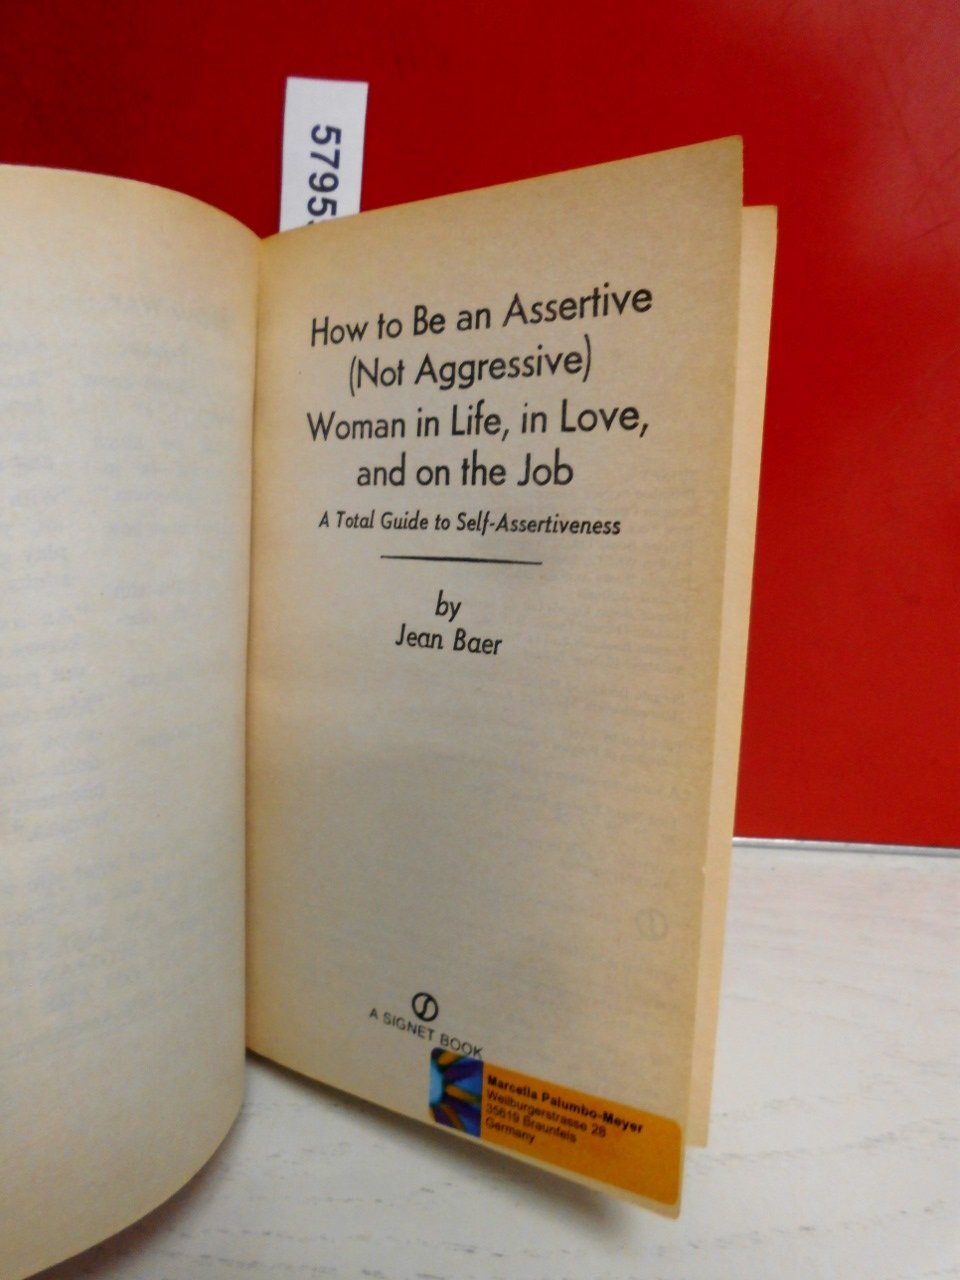 5795
How to Be an Assertive
(Not Aggressive)
Woman in Life, in Love,
and on the Job
A Total Guide to Self-Assertiveness
by
Jean Baer
A SIGNET BOOK
Marcella Palumbo-Meyer
Weilburgerstrasse 28
35619 Braunfels
Germany